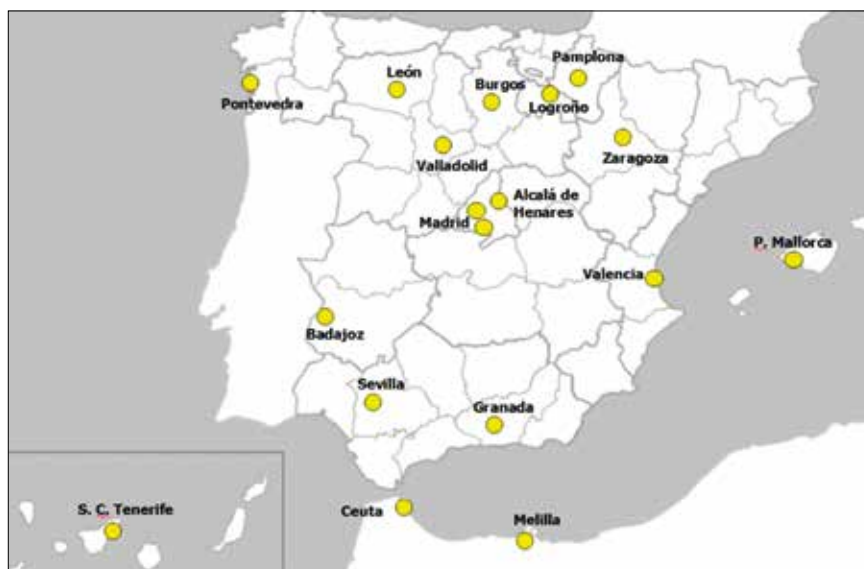 Pamplona
León
Burgos
Logroño
Pontevedra
Zaragoza
Valladolid
Alcalá de
Henares
Madrid
P. Mallorca
Valencia
Badajoz
Sevilla
Granada
S. C. Tenerife
Ceuta
Melilla